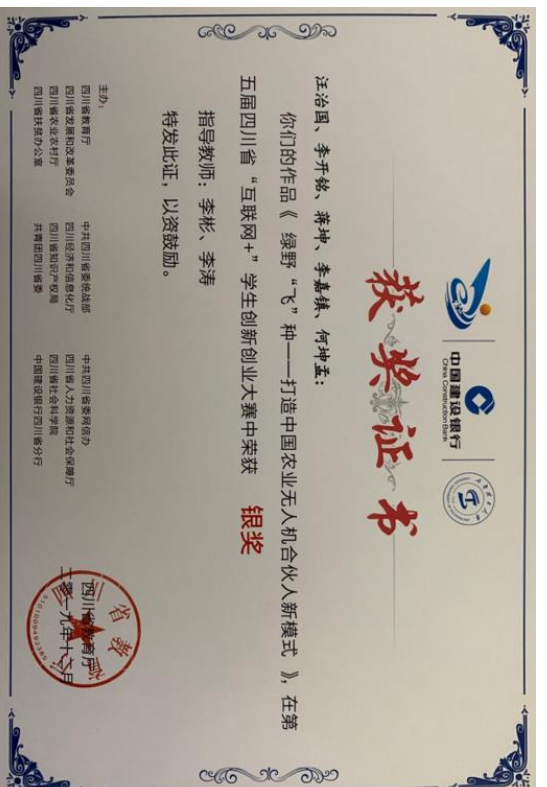 中国建设银行
China Construction Bank
获奖证书
汪治国、李开铭、蒋坤、李嘉镇、何坤孟：
你们的作品《 绿野“飞”种——打造中国农业无人机合伙人新模式 》，在第
五届四川省“互联网+”学生创新创业大赛中荣获 银奖
指导教师：李彬、李涛
特发此证，以资鼓励。
主办：
四川省教育厅 中共四川省委统战部 中共四川省委网信办
四川省发展和改革委员会 四川经济和信息化厅 四川省人力资源和社会保障厅
四川省农业农村厅 四川省知识产权局 四川省社会科学院
四川省扶贫办公室 共青团四川省委 中国建设银行四川省分行
四川省教育厅
二零一九年十二月